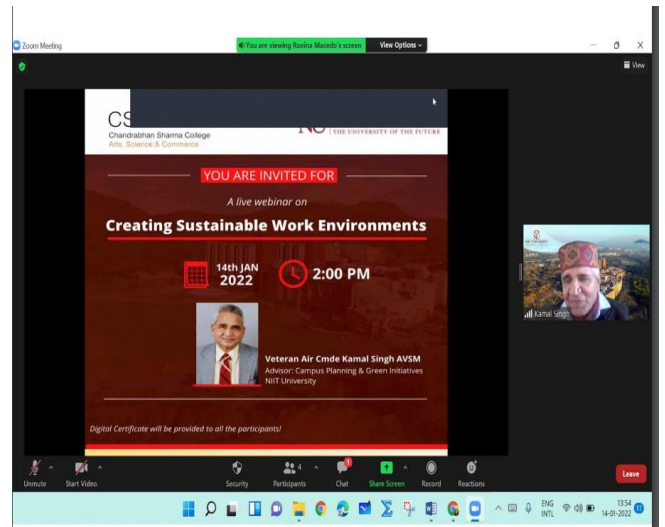 Zoom Meeting
You are viewing Ruvina Macedo's screen
View Options
View
CS
Chandrabhan Sharma College
Arts, Science & Commerce
NU THE UNIVERSITY OF THE FUTURE
YOU ARE INVITED FOR
A live webinar on
Creating Sustainable Work Environments
14th JAN
2022
2:00 PM
Veteran Air Cmde Kamal Singh AVSM
Advisor: Campus Planning & Green Initiatives
NIIT University
Digital Certificate will be provided to all the participants!
Kamal Singh
Unmute
Start Video
Security
4
Participants
1
Chat
Share Screen
Record
Reactions
Leave
ENG
INTL
13:54
14-01-2022